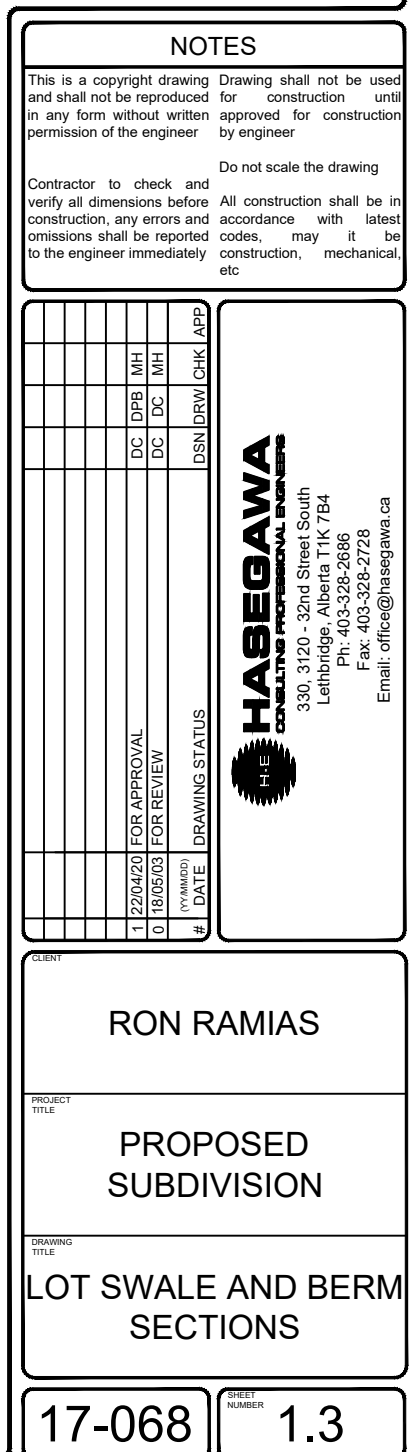 NOTES
This is a copyright drawing
and shall not be reproduced
in any form without written
permission of the engineer
Contractor to check and
verify all dimensions before
construction, any errors and
omissions shall be reported
to the engineer immediately
Drawing shall not be used
for construction until
approved for construction
by engineer
Do not scale the drawing
All construction shall be in
accordance with latest
codes, may it be
construction, mechanical,
etc
1 22/04/20 FOR APPROVAL DC DPB MH
0 18/05/03 FOR REVIEW DC DC MH
(YY/MM/DD)
# DATE DRAWING STATUS DSN DRW CHK APP
H+E
HASEGAWA
CONSULTING PROFESSIONAL ENGINEERS
330, 3120 - 32nd Street South
Lethbridge, Alberta T1K 7B4
Ph: 403-328-2686
Fax: 403-328-2728
Email: office@hasegawa.ca
CLIENT
RON RAMIAS
PROJECT
TITLE
PROPOSED
SUBDIVISION
DRAWING
TITLE
LOT SWALE AND BERM
SECTIONS
17-068
SHEET
NUMBER
1.3